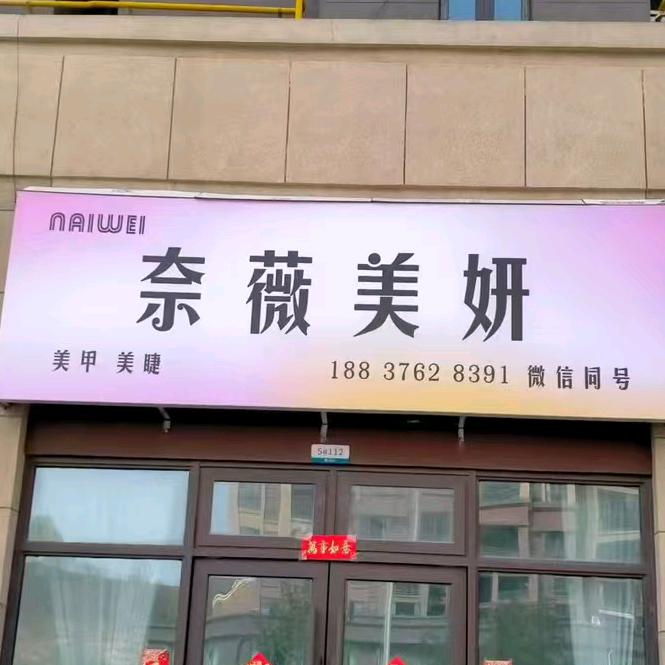 NAIWEI
奈薇美妍
美甲 美睫
188 3762 8391 微信同号
5#112
萬事如意